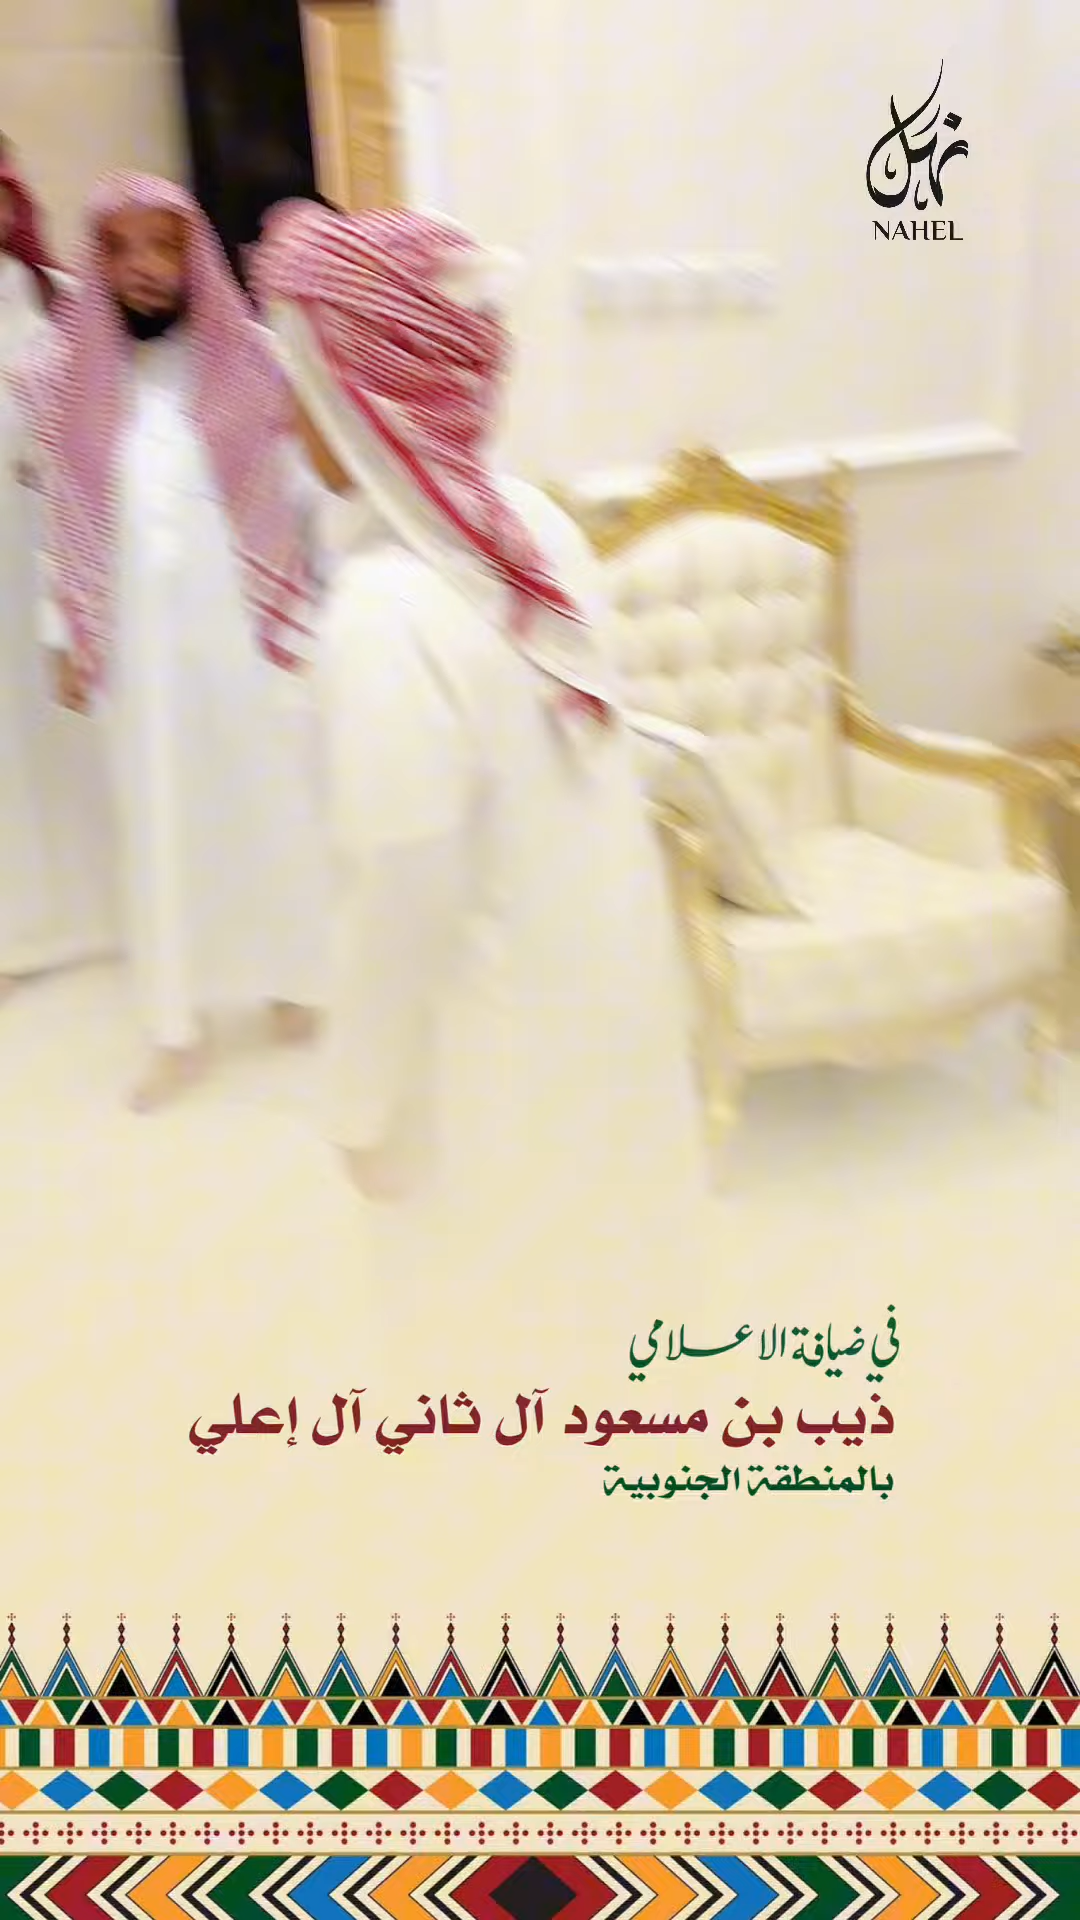 نهل
NAHEL
في ضيافة الاعلامي
ذيب بن مسعود آل ثاني آل إعلي
بالمنطقة الجنوبية